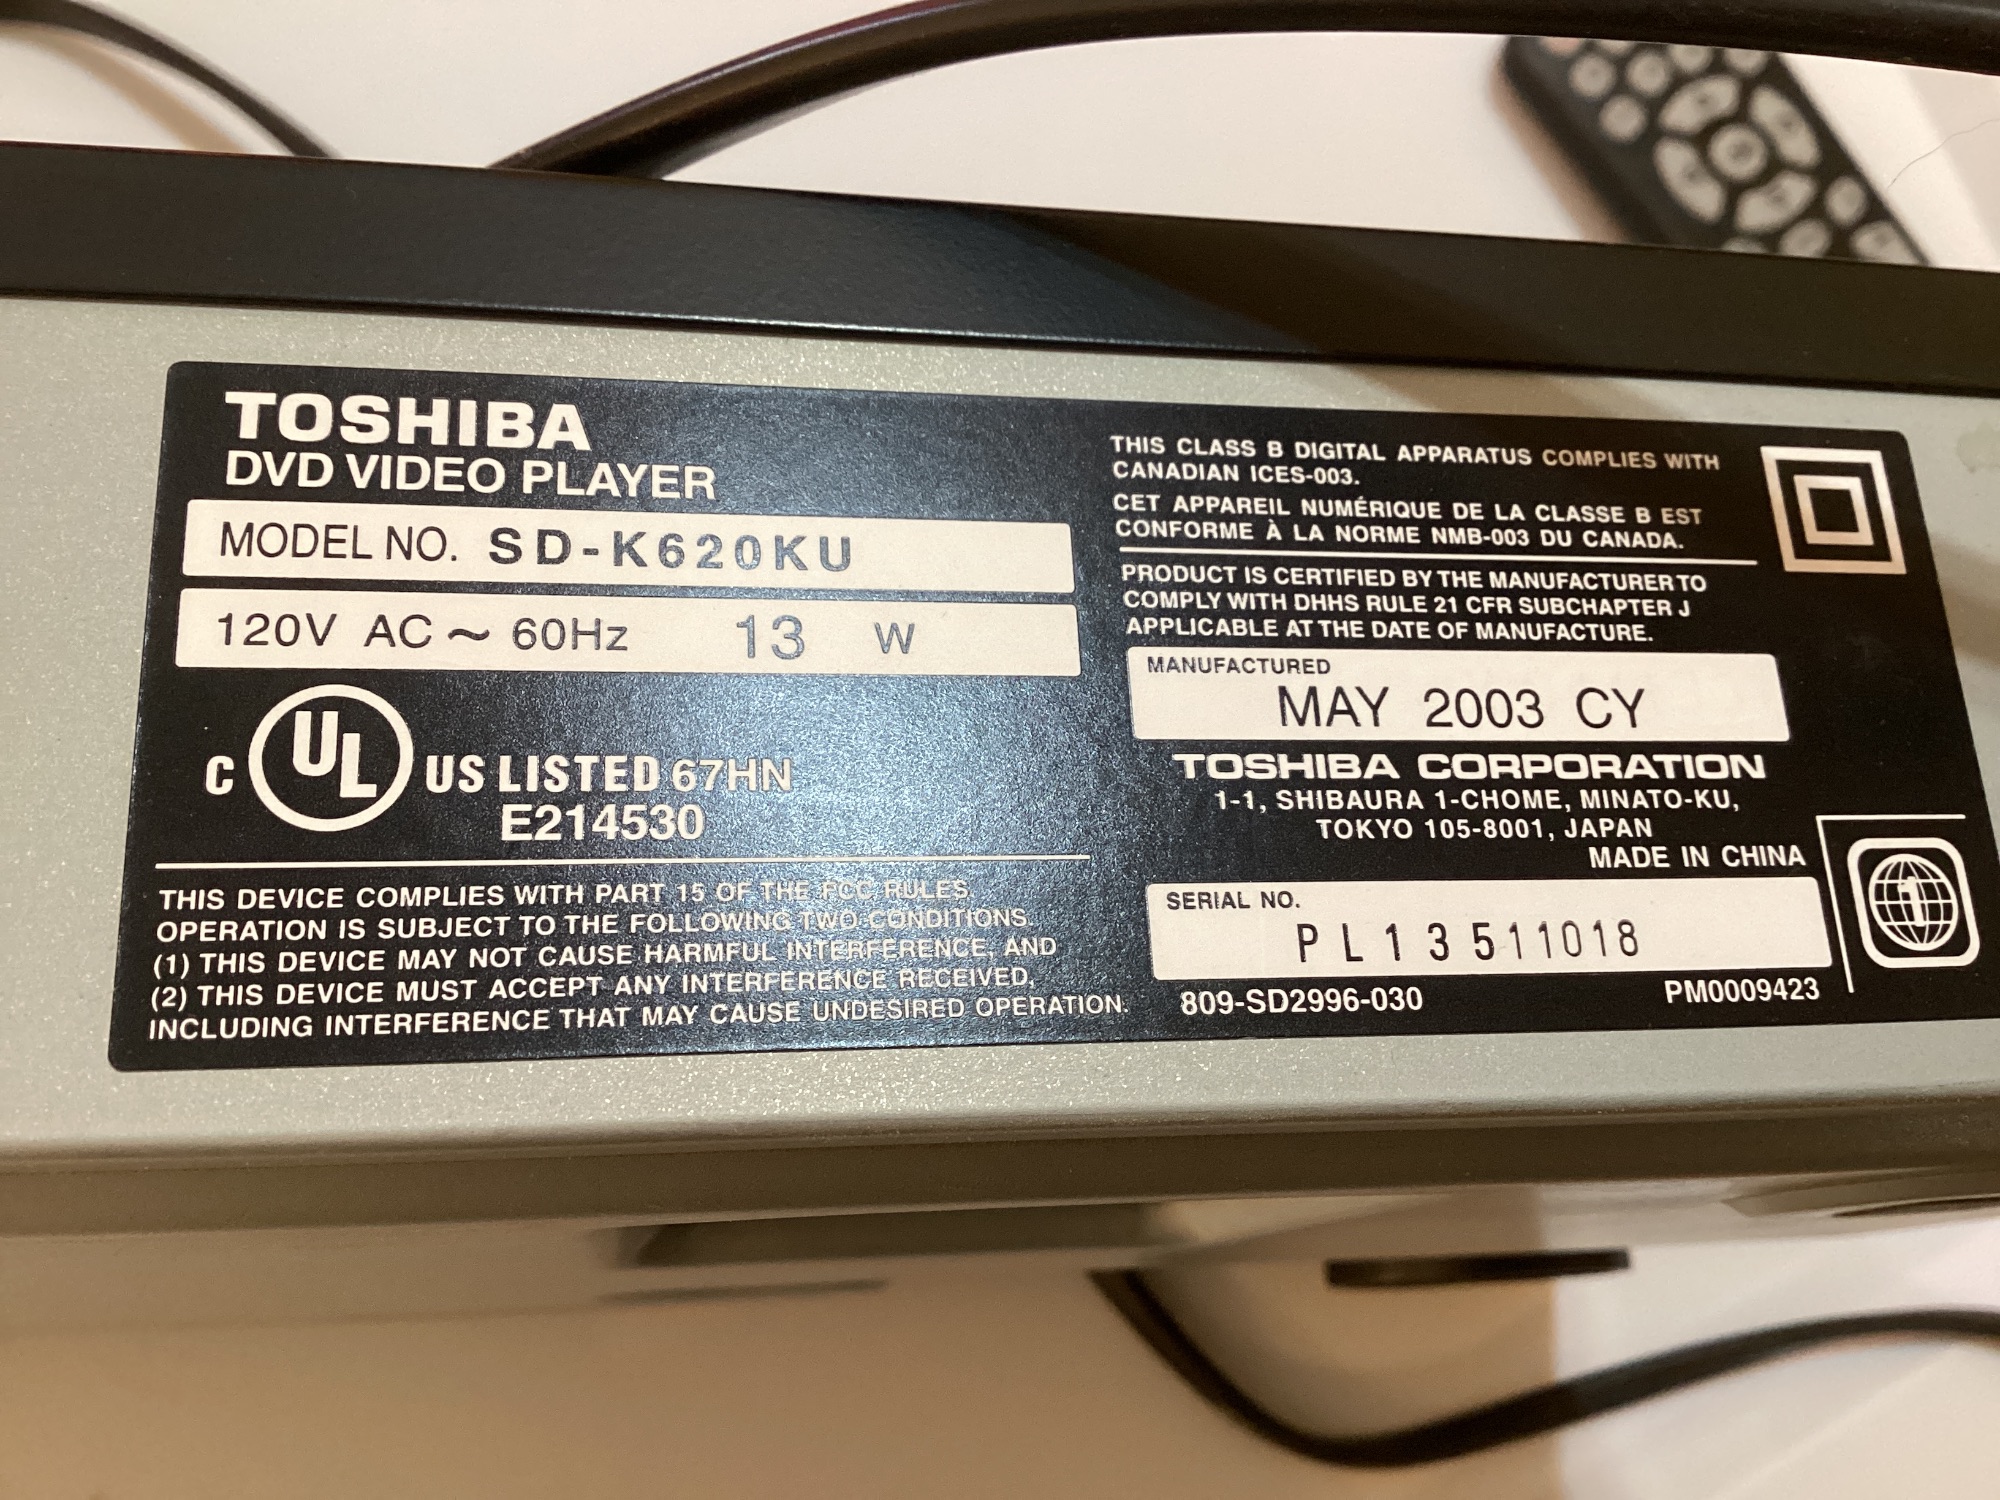 TOSHIBA
DVD VIDEO PLAYER
MODEL NO. SD-K620KU
120V AC ~ 60Hz 13 W
C UL US LISTED 67HN
E214530
THIS DEVICE COMPLIES WITH PART 15 OF THE FCC RULES.
OPERATION IS SUBJECT TO THE FOLLOWING TWO CONDITIONS.
(1) THIS DEVICE MAY NOT CAUSE HARMFUL INTERFERENCE, AND
(2) THIS DEVICE MUST ACCEPT ANY INTERFERENCE RECEIVED,
INCLUDING INTERFERENCE THAT MAY CAUSE UNDESIRED OPERATION.
THIS CLASS B DIGITAL APPARATUS COMPLIES WITH
CANADIAN ICES-003.
CET APPAREIL NUMÉRIQUE DE LA CLASSE B EST
CONFORME À LA NORME NMB-003 DU CANADA.
PRODUCT IS CERTIFIED BY THE MANUFACTURER TO
COMPLY WITH DHHS RULE 21 CFR SUBCHAPTER J
APPLICABLE AT THE DATE OF MANUFACTURE.
MANUFACTURED
MAY 2003 CY
TOSHIBA CORPORATION
1-1, SHIBAURA 1-CHOME, MINATO-KU,
TOKYO 105-8001, JAPAN
MADE IN CHINA
SERIAL NO.
PL13511018
809-SD2996-030
PM0009423
1